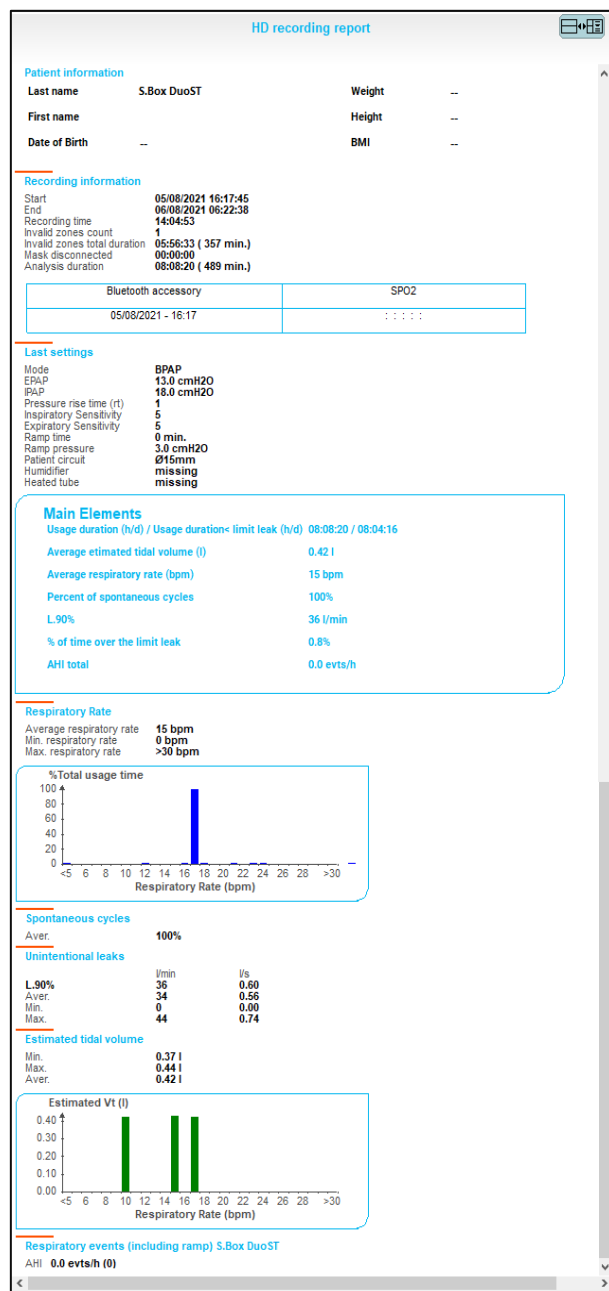 HD recording report
Patient information
Last name S.Box DuoST Weight --
First name Height --
Date of Birth -- BMI --
Recording information
Start 05/08/2021 16:17:45
End 06/08/2021 06:22:38
Recording time 14:04:53
Invalid zones count 1
Invalid zones total duration 05:56:33 ( 357 min.)
Mask disconnected 00:00:00
Analysis duration 08:08:20 ( 489 min.)
Bluetooth accessory SPO2
05/08/2021 - 16:17 : : : : :
Last settings
Mode BPAP
EPAP 13.0 cmH2O
IPAP 18.0 cmH2O
Pressure rise time (rt) 1
Inspiratory Sensitivity 5
Expiratory Sensitivity 5
Ramp time 0 min.
Ramp pressure 3.0 cmH2O
Patient circuit Ø15mm
Humidifier missing
Heated tube missing
Main Elements
Usage duration (h/d) / Usage duration< limit leak (h/d) 08:08:20 / 08:04:16
Average etimated tidal volume (l) 0.42 l
Average respiratory rate (bpm) 15 bpm
Percent of spontaneous cycles 100%
L.90% 36 l/min
% of time over the limit leak 0.8%
AHI total 0.0 evts/h
Respiratory Rate
Average respiratory rate 15 bpm
Min. respiratory rate 0 bpm
Max. respiratory rate >30 bpm
%Total usage time
100
80
60
40
20
0
<5 6 8 10 12 14 16 18 20 22 24 26 28 >30
Respiratory Rate (bpm)
Spontaneous cycles
Aver. 100%
Unintentional leaks
l/min l/s
L.90% 36 0.60
Aver. 34 0.56
Min. 0 0.00
Max. 44 0.74
Estimated tidal volume
Min. 0.37 l
Max. 0.44 l
Aver. 0.42 l
Estimated Vt (l)
0.40
0.30
0.20
0.10
0.00
<5 6 8 10 12 14 16 18 20 22 24 26 28 >30
Respiratory Rate (bpm)
Respiratory events (including ramp) S.Box DuoST
AHI 0.0 evts/h (0)